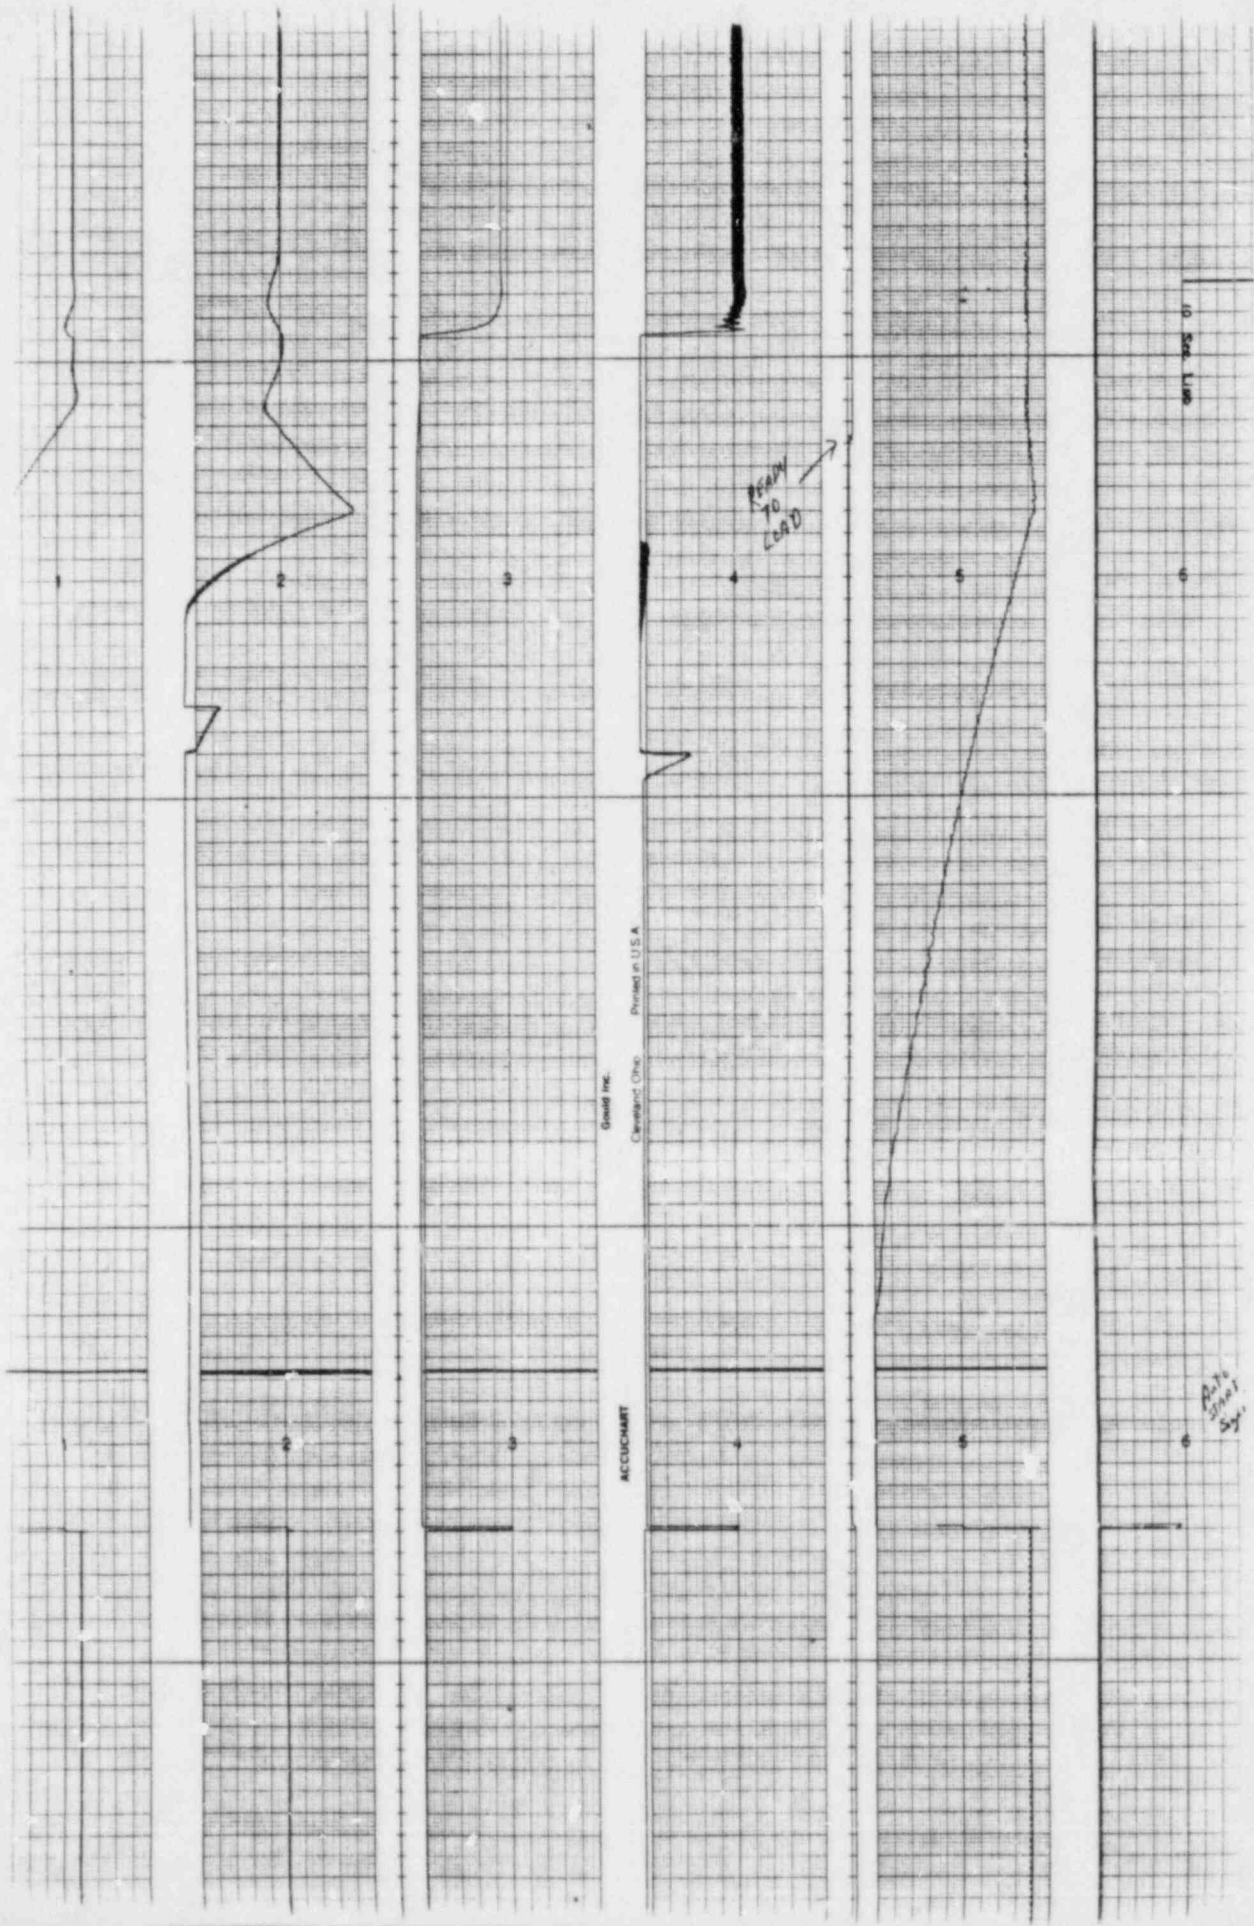 10 Sec. Line
READY
TO
LOAD
1 2 3 4 5 6
Gould Inc.
Cleveland Ohio Printed in U S A
Auto
START
ACCUCHART
1 2 3 4 5 6